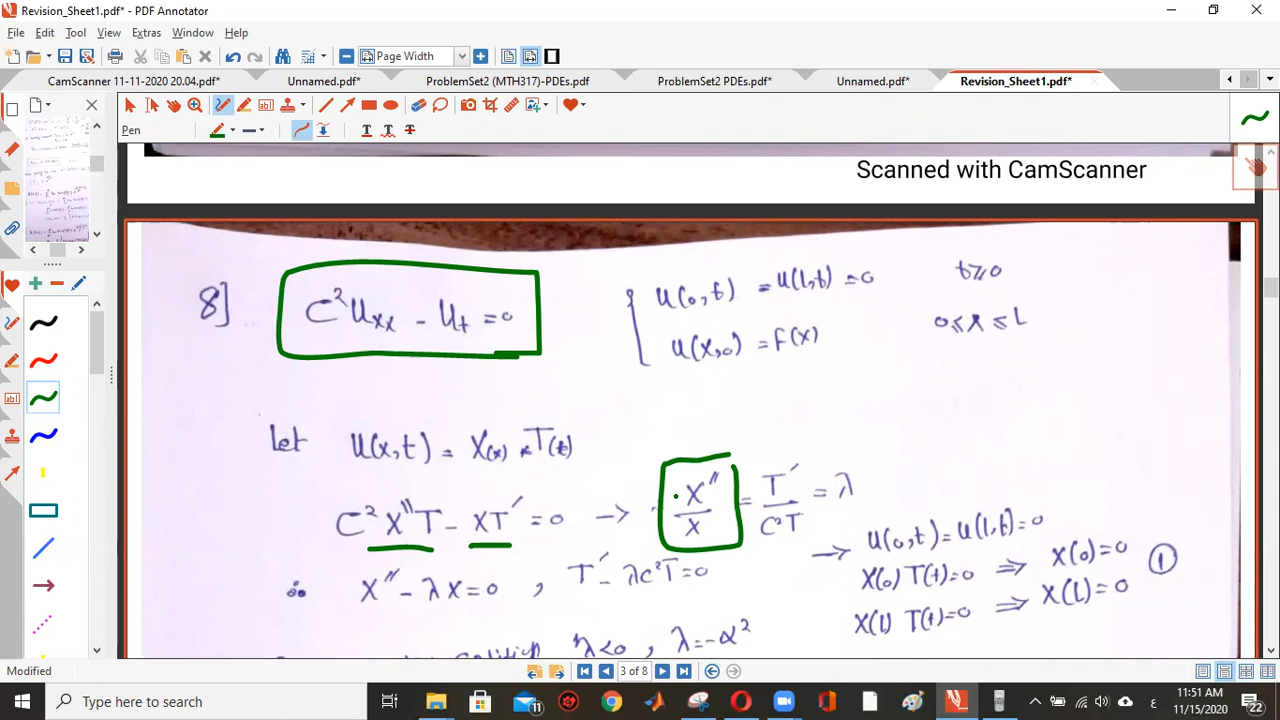 Revision_Sheet1.pdf* - PDF Annotator
File Edit Tool View Extras Window Help
Page Width
CamScanner 11-11-2020 20.04.pdf* Unnamed.pdf* ProblemSet2 (MTH317)-PDEs.pdf ProblemSet2 PDEs.pdf* Unnamed.pdf* Revision_Sheet1.pdf*
Pen
Scanned with CamScanner
8] C²Uxx - Ut = 0
U(0,t) = U(l,t) = 0 t≥0
U(x,0) = F(x) 0≤x≤L
let U(x,t) = X(x) * T(t)
C²X''T - XT' = 0 → X''/X = T'/C²T = λ
∴ X'' - λX = 0 , T' - λC²T = 0
→ U(0,t) = U(l,t) = 0
X(0) T(t) = 0 ⇒ X(0) = 0
X(l) T(t) = 0 ⇒ X(L) = 0 ①
λ<0 , λ = -α²
Modified
3 of 8
Type here to search
11
ع
11:51 AM
11/15/2020
22